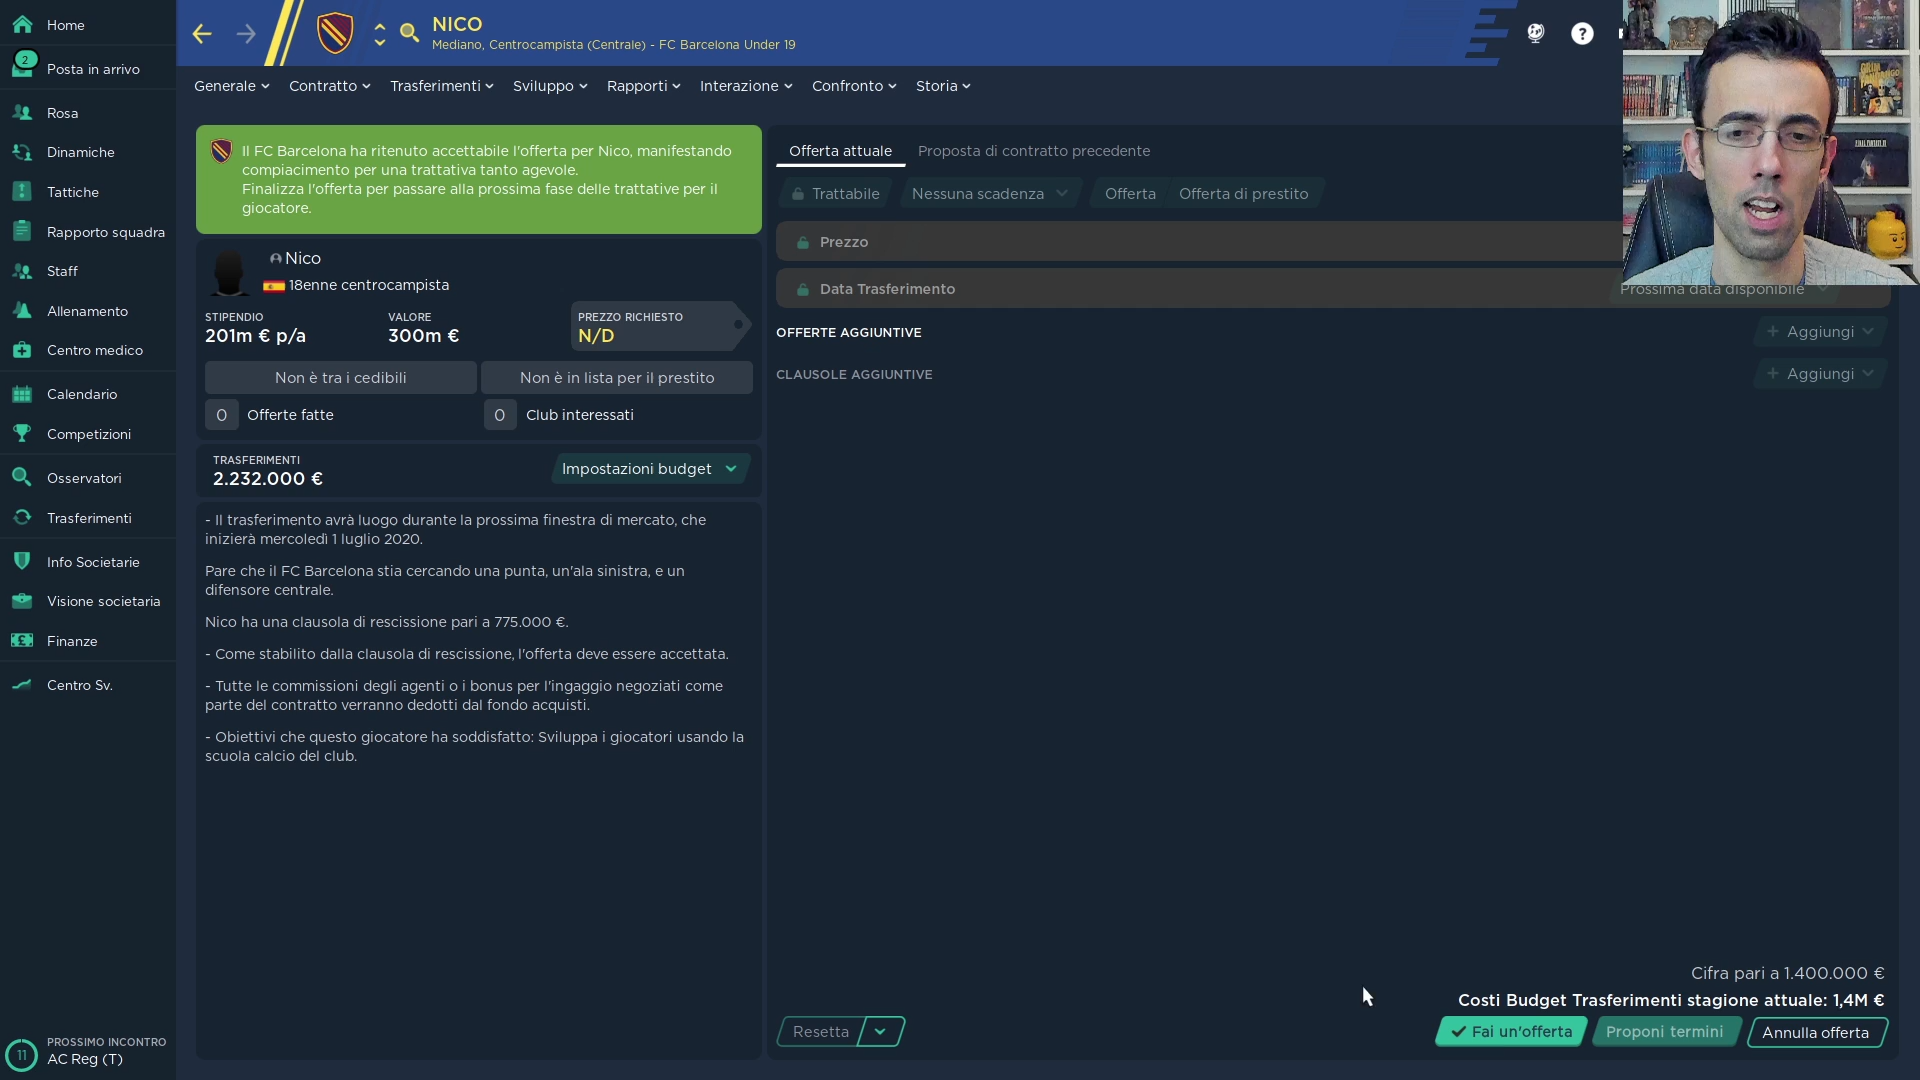 Home
2
Posta in arrivo
Rosa
Dinamiche
Tattiche
Rapporto squadra
Staff
Allenamento
Centro medico
Calendario
Competizioni
Osservatori
Trasferimenti
Info Societarie
Visione societaria
Finanze
Centro Sv.
11
PROSSIMO INCONTRO
AC Reg (T)
NICO
Mediano, Centrocampista (Centrale) - FC Barcelona Under 19
?
Generale Contratto Trasferimenti Sviluppo Rapporti Interazione Confronto Storia
Il FC Barcelona ha ritenuto accettabile l'offerta per Nico, manifestando
compiacimento per una trattativa tanto agevole.
Finalizza l'offerta per passare alla prossima fase delle trattative per il
giocatore.
Nico
18enne centrocampista
STIPENDIO
201m € p/a
VALORE
300m €
PREZZO RICHIESTO
N/D
Non è tra i cedibili
Non è in lista per il prestito
0 Offerte fatte
0 Club interessati
TRASFERIMENTI
2.232.000 €
Impostazioni budget
- Il trasferimento avrà luogo durante la prossima finestra di mercato, che
inizierà mercoledì 1 luglio 2020.
Pare che il FC Barcelona stia cercando una punta, un'ala sinistra, e un
difensore centrale.
Nico ha una clausola di rescissione pari a 775.000 €.
- Come stabilito dalla clausola di rescissione, l'offerta deve essere accettata.
- Tutte le commissioni degli agenti o i bonus per l'ingaggio negoziati come
parte del contratto verranno dedotti dal fondo acquisti.
- Obiettivi che questo giocatore ha soddisfatto: Sviluppa i giocatori usando la
scuola calcio del club.
Offerta attuale Proposta di contratto precedente
Trattabile Nessuna scadenza Offerta Offerta di prestito
Prezzo
Data Trasferimento
Prossima data disponibile
OFFERTE AGGIUNTIVE
+ Aggiungi
CLAUSOLE AGGIUNTIVE
+ Aggiungi
Cifra pari a 1.400.000 €
Costi Budget Trasferimenti stagione attuale: 1,4M €
Resetta
Fai un'offerta
Proponi termini
Annulla offerta
GRIM
FANDANGO